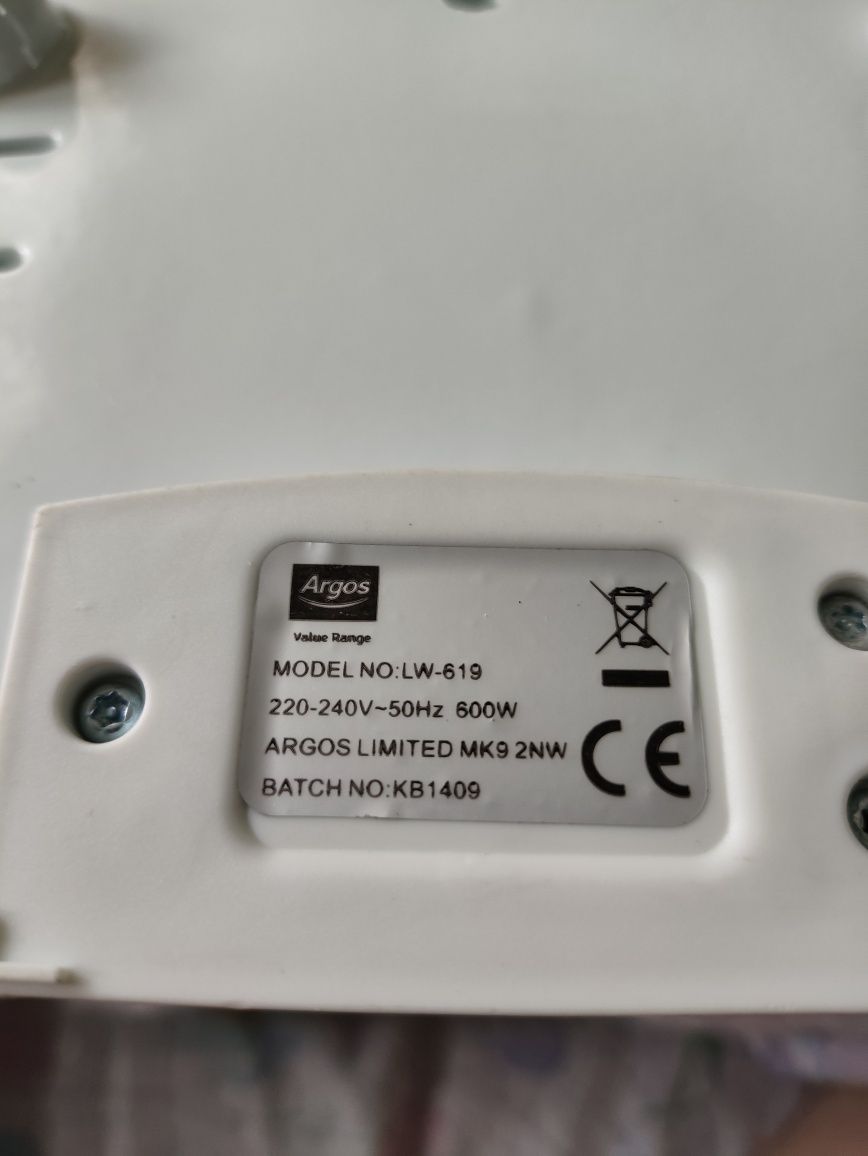 Argos
Value Range
MODEL NO:LW-619
220-240V~50Hz 600W
ARGOS LIMITED MK9 2NW
BATCH NO:KB1409
CE